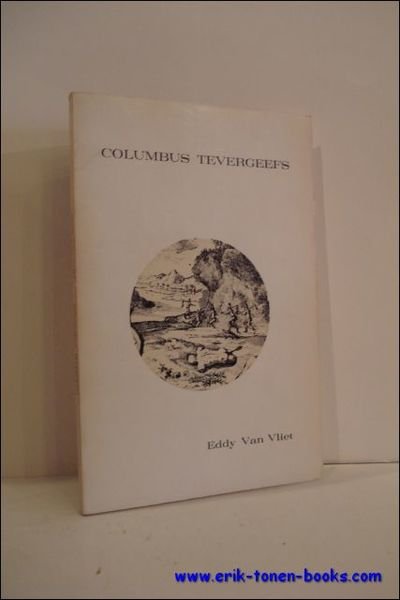 COLUMBUS TEVERGEEFS
Eddy Van Vliet
www.erik-tonen-books.com